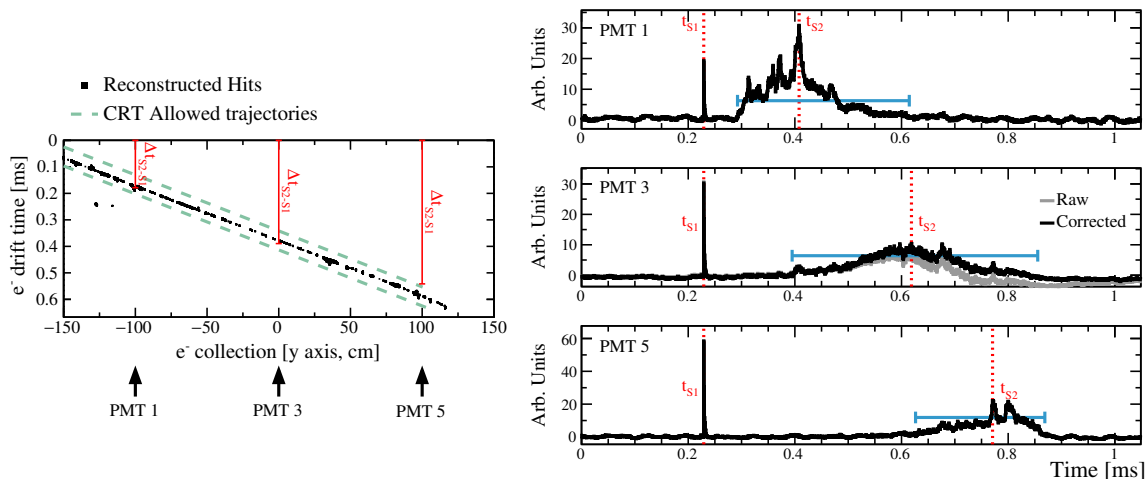 Reconstructed Hits
CRT Allowed trajectories
e⁻ drift time [ms]
0
0.1
0.2
0.3
0.4
0.5
0.6
Δt_S2-S1
Δt_S2-S1
Δt_S2-S1
−150 −100 −50 0 50 100 150
e⁻ collection [y axis, cm]
PMT 1 PMT 3 PMT 5
Arb. Units
30
20
10
0
PMT 1
t_S1
t_S2
0 0.2 0.4 0.6 0.8 1
Arb. Units
30
20
10
0
PMT 3
t_S1
t_S2
Raw
Corrected
0 0.2 0.4 0.6 0.8 1
Arb. Units
60
40
20
0
PMT 5
t_S1
t_S2
0 0.2 0.4 0.6 0.8 1
Time [ms]